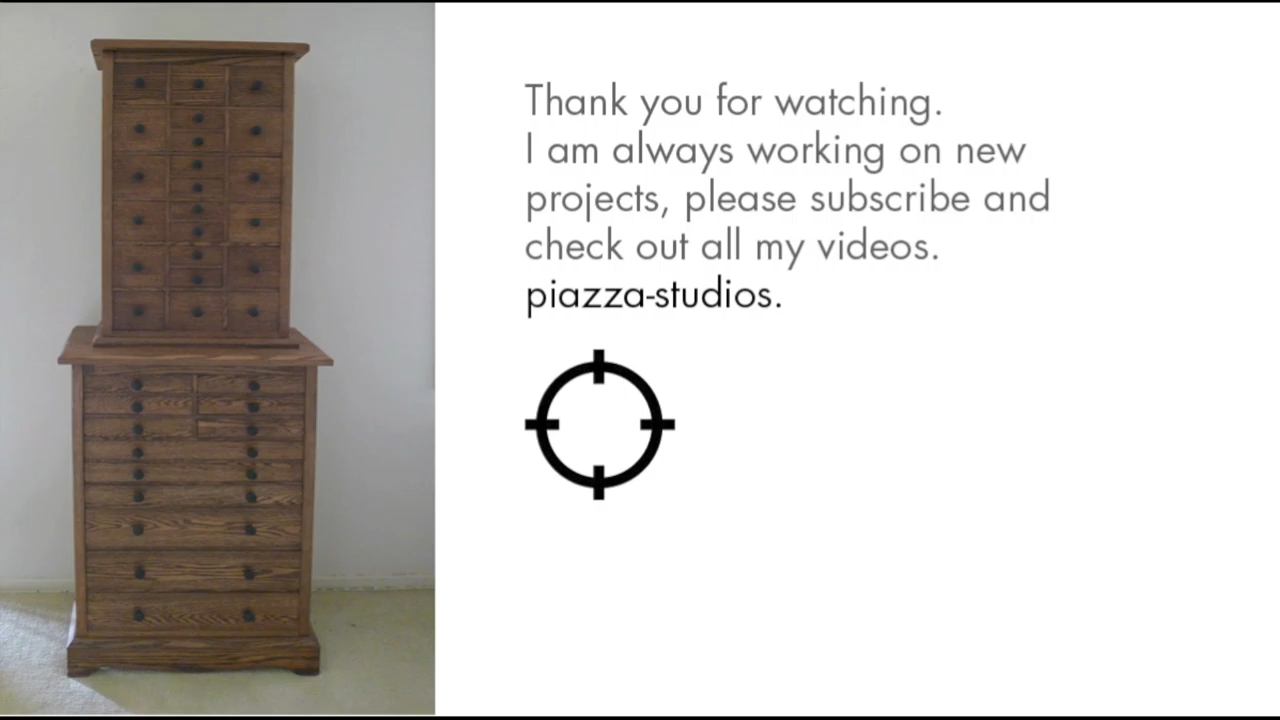 Thank you for watching.
I am always working on new
projects, please subscribe and
check out all my videos.
piazza-studios.